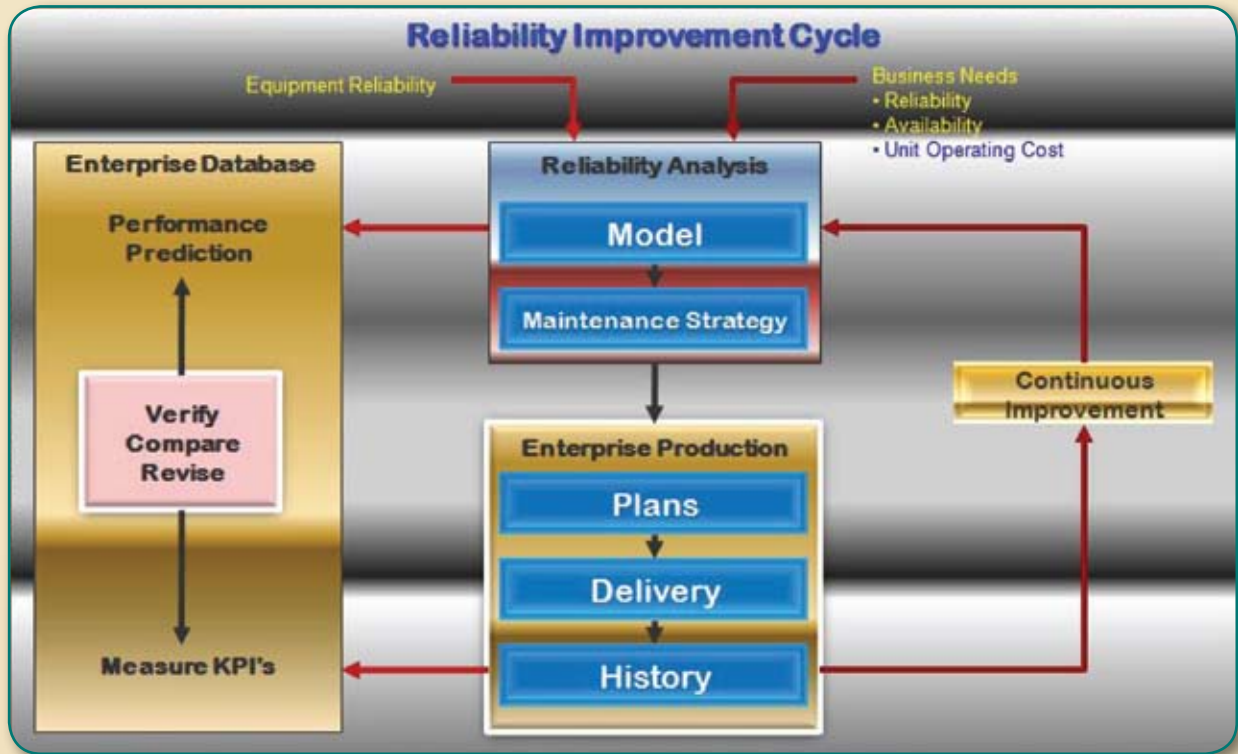 Reliability Improvement Cycle
Equipment Reliability
Business Needs
• Reliability
• Availability
• Unit Operating Cost
Enterprise Database
Performance
Prediction
Verify
Compare
Revise
Measure KPI's
Reliability Analysis
Model
Maintenance Strategy
Enterprise Production
Plans
Delivery
History
Continuous
Improvement